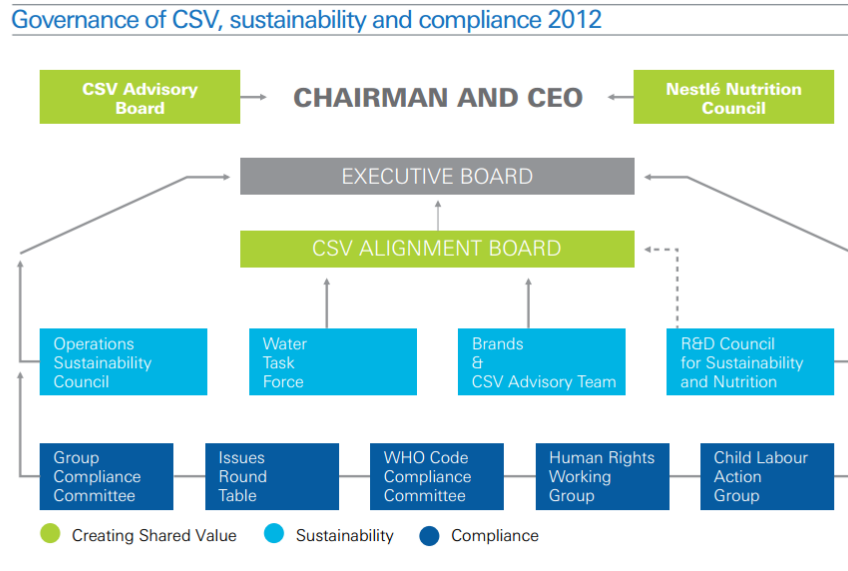 Governance of CSV, sustainability and compliance 2012
CSV Advisory
Board
CHAIRMAN AND CEO
Nestlé Nutrition
Council
EXECUTIVE BOARD
CSV ALIGNMENT BOARD
Operations
Sustainability
Council
Water
Task
Force
Brands
&
CSV Advisory Team
R&D Council
for Sustainability
and Nutrition
Group
Compliance
Committee
Issues
Round
Table
WHO Code
Compliance
Committee
Human Rights
Working
Group
Child Labour
Action
Group
Creating Shared Value
Sustainability
Compliance